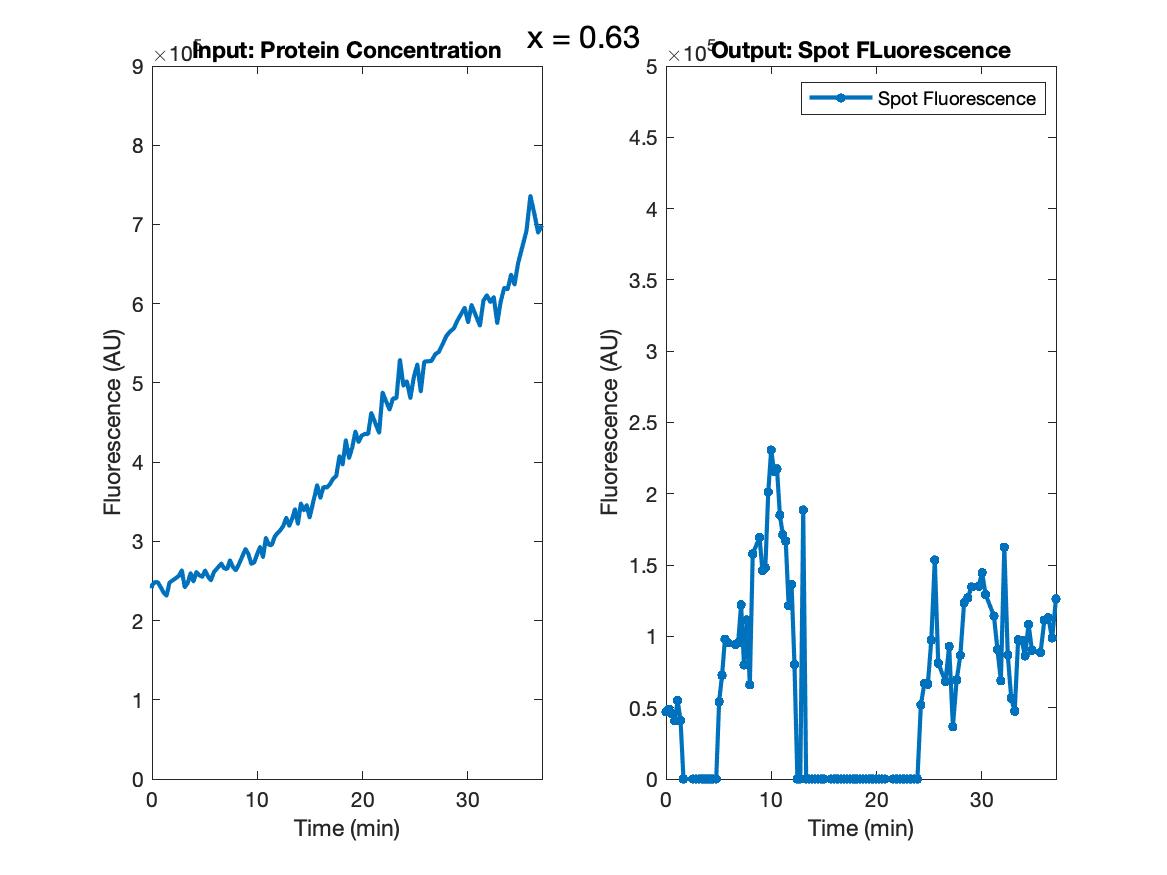 x = 0.63
×10⁵
Input: Protein Concentration
9
8
7
6
5
4
3
2
1
0
Fluorescence (AU)
0 10 20 30
Time (min)
×10⁵
Output: Spot FLuorescence
Spot Fluorescence
5
4.5
4
3.5
3
2.5
2
1.5
1
0.5
0
Fluorescence (AU)
0 10 20 30
Time (min)